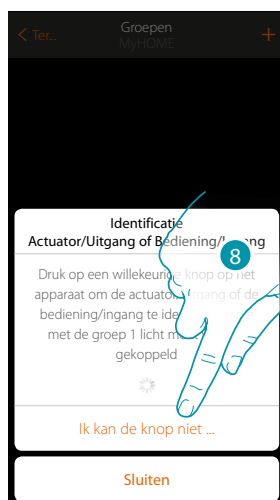 Ter...
Groepen
+
MyHOME
Identificatie
Actuator/Uitgang of Bediening/Ingang
8
Druk op een willekeurige knop op het
apparaat om de actuator, uitgang of de
bediening/ingang te
met de groep 1 licht
gekoppeld
Ik kan de knop niet ...
Sluiten